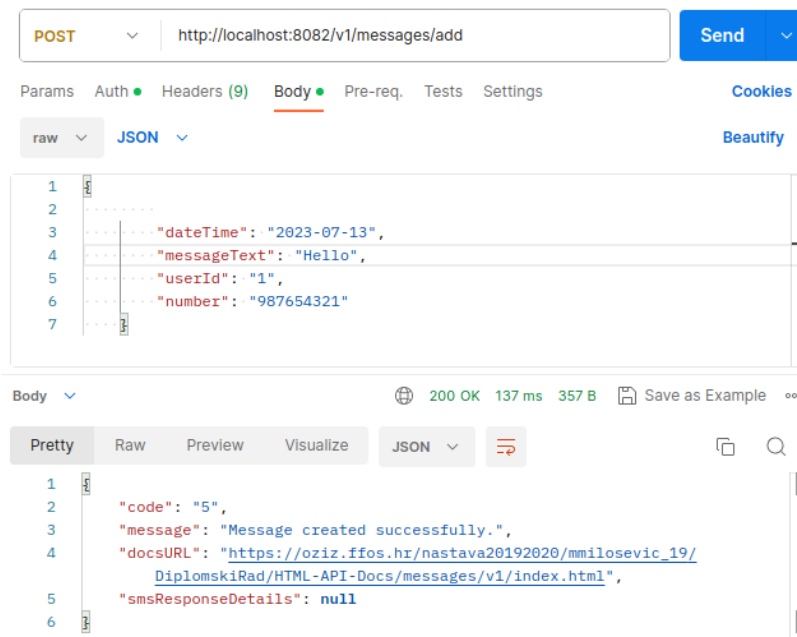 POST http://localhost:8082/v1/messages/add Send
Params Auth Headers (9) Body Pre-req. Tests Settings Cookies
raw JSON Beautify
1 {
2
3 "dateTime": "2023-07-13",
4 "messageText": "Hello",
5 "userId": "1",
6 "number": "987654321"
7 }
Body 200 OK 137 ms 357 B Save as Example
Pretty Raw Preview Visualize JSON
1 {
2 "code": "5",
3 "message": "Message created successfully.",
4 "docsURL": "https://oziz.ffos.hr/nastava20192020/mmilosevic_19/
DiplomskiRad/HTML-API-Docs/messages/v1/index.html",
5 "smsResponseDetails": null
6 }